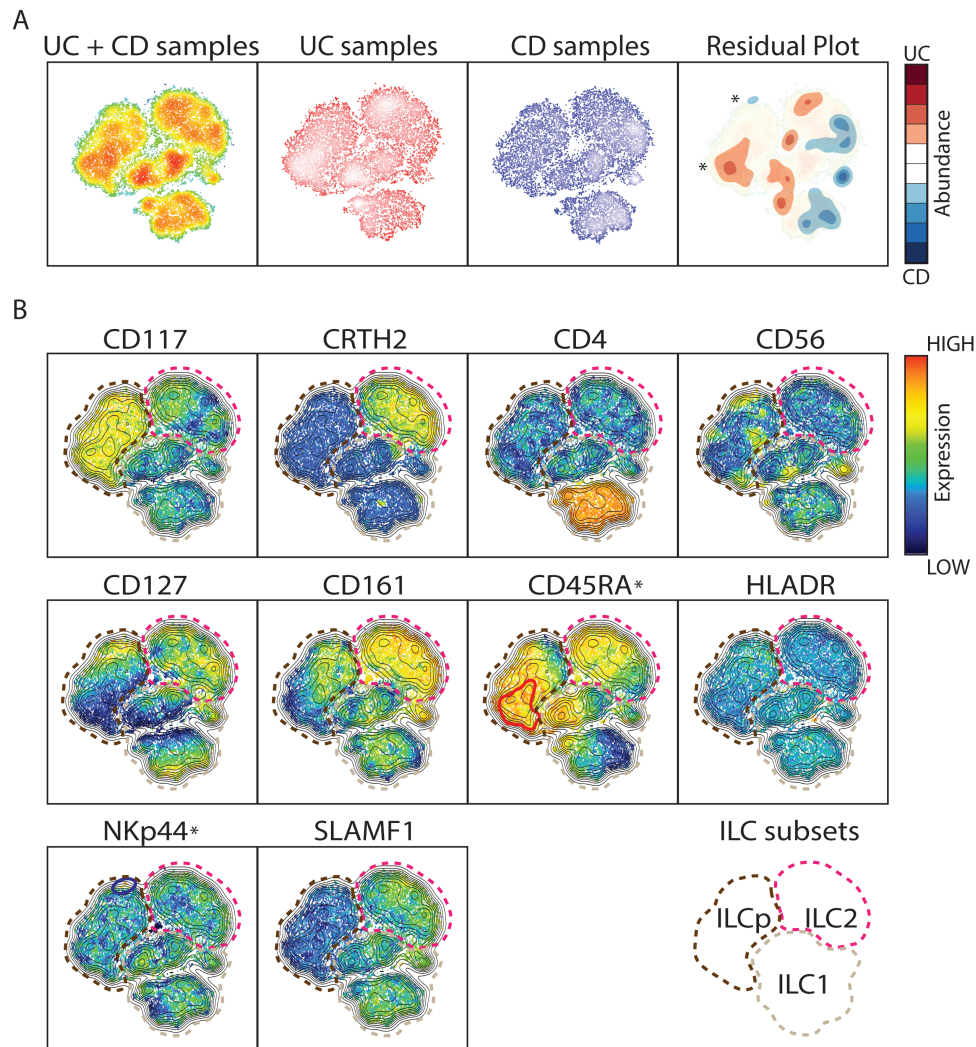 A
UC + CD samples UC samples CD samples Residual Plot UC
*
*
Abundance
CD
B
CD117 CRTH2 CD4 CD56 HIGH
Expression
LOW
CD127 CD161 CD45RA* HLADR
NKp44* SLAMF1 ILC subsets
ILCp ILC2
ILC1